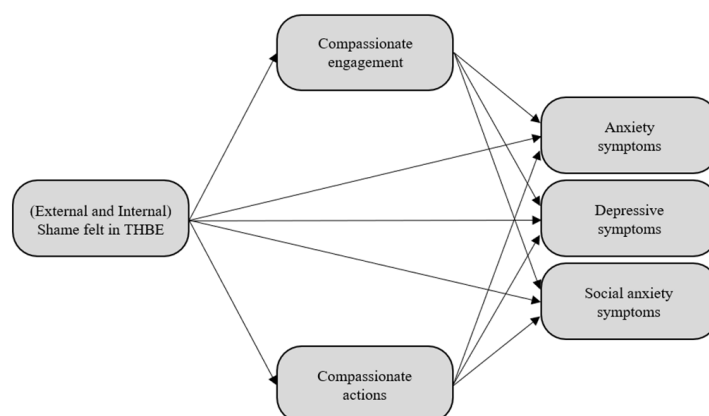 Compassionate
engagement
Anxiety
symptoms
(External and Internal)
Shame felt in THBE
Depressive
symptoms
Social anxiety
symptoms
Compassionate
actions